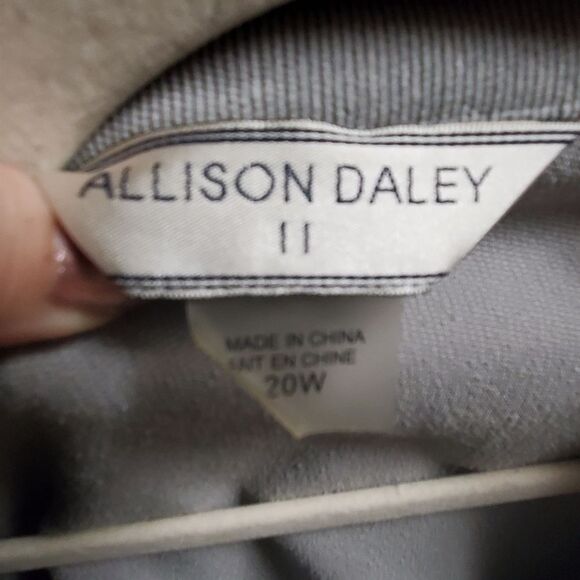 ALLISON DALEY
II
MADE IN CHINA
FAIT EN CHINE
20W